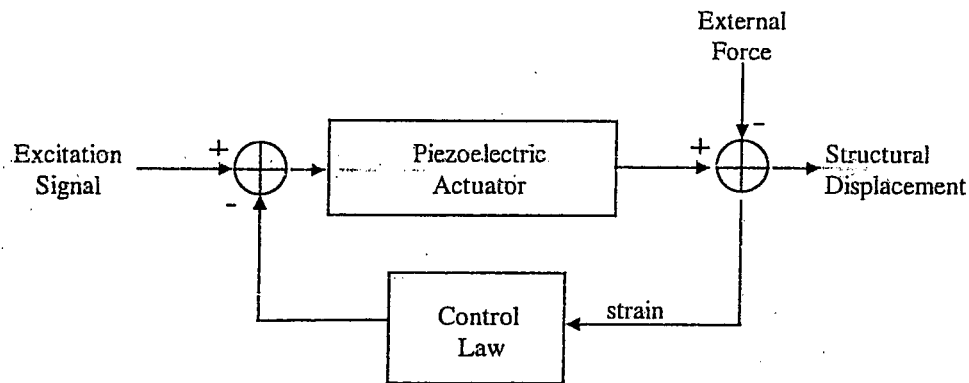 External
Force
-
+
+
Excitation
Signal
Piezoelectric
Actuator
Structural
Displacement
-
strain
Control
Law